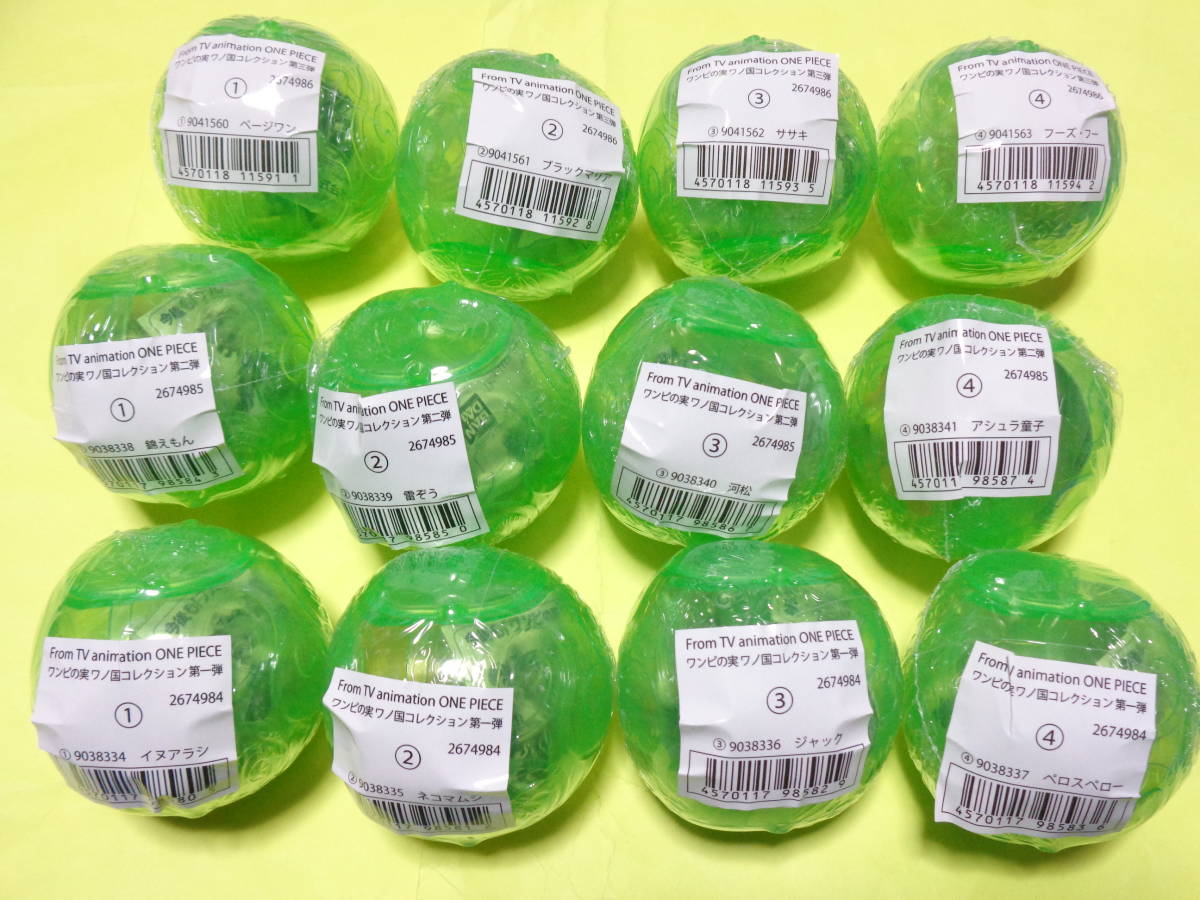 From TV animation ONE PIECE
ワンピの実 ワノ国コレクション 第三弾
① 2674986
①9041560 ページワン
4570118 11591 1
From TV animation ONE PIECE
ワンピの実 ワノ国コレクション 第三弾
② 2674986
②9041561 ブラックマリア
4570118 11592 8
From TV animation ONE PIECE
ワンピの実 ワノ国コレクション 第三弾
③ 2674986
③9041562 ササキ
4570118 11593 5
From TV animation ONE PIECE
ワンピの実 ワノ国コレクション 第三弾
④ 2674986
④9041563 フーズ・フー
4570118 11594 2
From TV animation ONE PIECE
ワンピの実 ワノ国コレクション 第二弾
① 2674985
9038338 錦えもん
98584
From TV animation ONE PIECE
ワンピの実 ワノ国コレクション 第二弾
② 2674985
②9038339 雷ぞう
570117 98585 0
From TV animation ONE PIECE
ワンピの実 ワノ国コレクション 第二弾
③ 2674985
③9038340 河松
4570117 98586
From TV animation ONE PIECE
ワンピの実 ワノ国コレクション 第二弾
④ 2674985
④9038341 アシュラ童子
457011 98587 4
From TV animation ONE PIECE
ワンピの実 ワノ国コレクション 第一弾
① 2674984
①9038334 イヌアラシ
4570117 80
From TV animation ONE PIECE
ワンピの実 ワノ国コレクション 第一弾
② 2674984
②9038335 ネコマムシ
From TV animation ONE PIECE
ワンピの実 ワノ国コレクション 第一弾
③ 2674984
③9038336 ジャック
4570117 98582 9
From TV animation ONE PIECE
ワンピの実 ワノ国コレクション 第一弾
④ 2674984
④9038337 ペロスペロー
4570117 98583 6